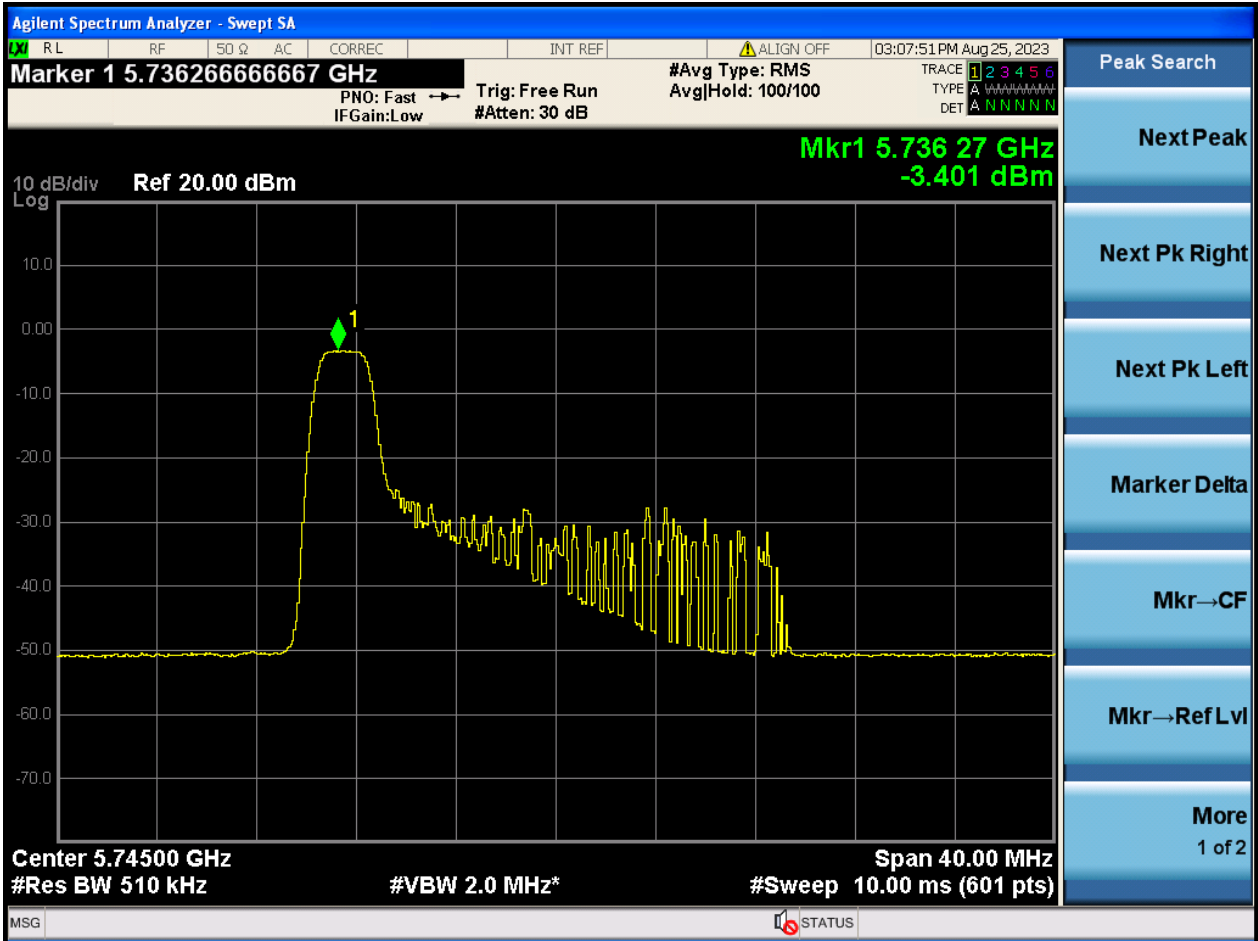 Agilent Spectrum Analyzer - Swept SA
LXI RL RF 50 Ω AC CORREC INT REF ALIGN OFF 03:07:51 PM Aug 25, 2023
Marker 1 5.736266666667 GHz
PNO: Fast
IFGain:Low
Trig: Free Run
#Atten: 30 dB
#Avg Type: RMS
Avg|Hold: 100/100
TRACE 1 2 3 4 5 6
TYPE A WWWWW
DET A N N N N N
Mkr1 5.736 27 GHz
-3.401 dBm
10 dB/div Ref 20.00 dBm
Log
10.0
0.00
-10.0
-20.0
-30.0
-40.0
-50.0
-60.0
-70.0
1
Center 5.74500 GHz Span 40.00 MHz
#Res BW 510 kHz #VBW 2.0 MHz* #Sweep 10.00 ms (601 pts)
MSG STATUS
Peak Search
Next Peak
Next Pk Right
Next Pk Left
Marker Delta
Mkr→CF
Mkr→Ref Lvl
More
1 of 2